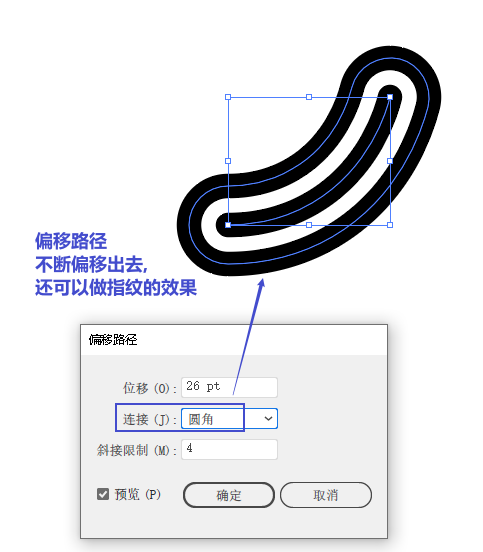 偏移路径
不断偏移出去,
还可以做指纹的效果
偏移路径
位移 (O): 26 pt
连接 (J): 圆角
斜接限制 (M): 4
预览 (P) 确定 取消